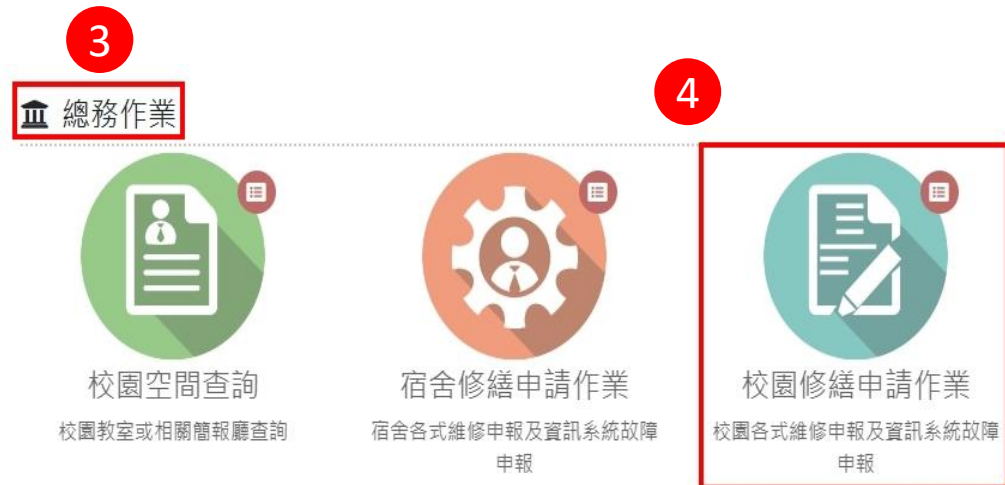 3
總務作業
4
校園空間查詢
校園教室或相關簡報廳查詢
宿舍修繕申請作業
宿舍各式維修申報及資訊系統故障
申報
校園修繕申請作業
校園各式維修申報及資訊系統故障
申報